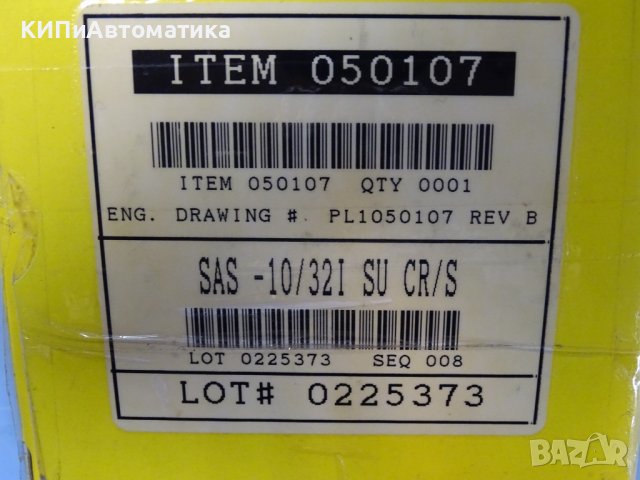 КИПиАвтоматика
ITEM 050107
ITEM 050107 QTY 0001
ENG. DRAWING #. PL1050107 REV B
SAS -10/32I SU CR/S
LOT 0225373 SEQ 008
LOT# 0225373
BAZAR